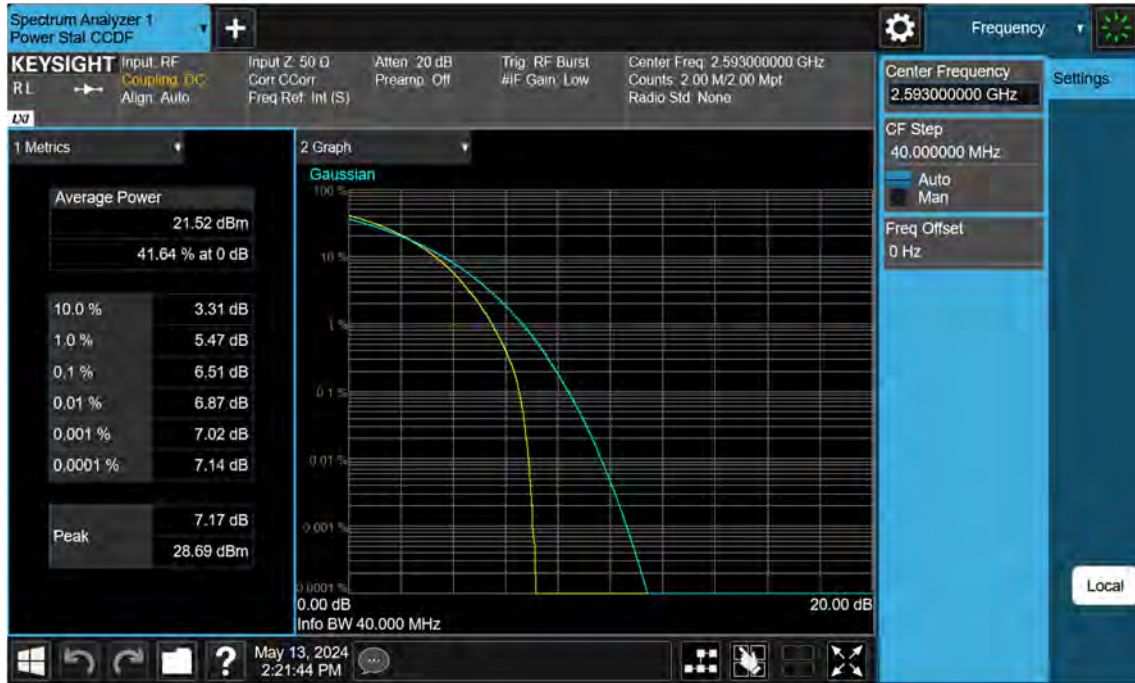 Spectrum Analyzer 1
Power Stat CCDF
+
Frequency
KEYSIGHT
RL
LXI
Input: RF
Coupling: DC
Align: Auto
Input Z: 50 Ω
Corr CCorr
Freq Ref: Int (S)
Atten: 20 dB
Preamp: Off
Trig: RF Burst
#IF Gain: Low
Center Freq: 2.593000000 GHz
Counts: 2.00 M/2.00 Mpt
Radio Std: None
Center Frequency
2.593000000 GHz
Settings
CF Step
40.000000 MHz
Auto
Man
Freq Offset
0 Hz
Local
1 Metrics
Average Power
21.52 dBm
41.64 % at 0 dB
10.0 % 3.31 dB
1.0 % 5.47 dB
0.1 % 6.51 dB
0.01 % 6.87 dB
0.001 % 7.02 dB
0.0001 % 7.14 dB
Peak
7.17 dB
28.69 dBm
2 Graph
Gaussian
100 %
10 %
1 %
0.1 %
0.01 %
0.001 %
0.0001 %
0.00 dB 20.00 dB
Info BW 40.000 MHz
?
May 13, 2024
2:21:44 PM